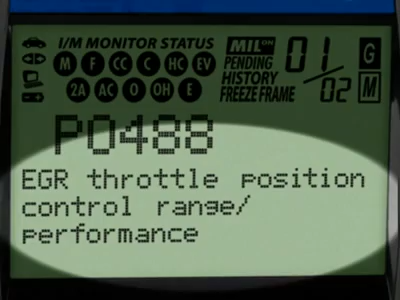 I/M MONITOR STATUS
MIL ON 01 G
M F CC C HC EV
PENDING
HISTORY
2A AC O OH E
FREEZE FRAME 02 M
P0488
EGR throttle position
control range/
performance